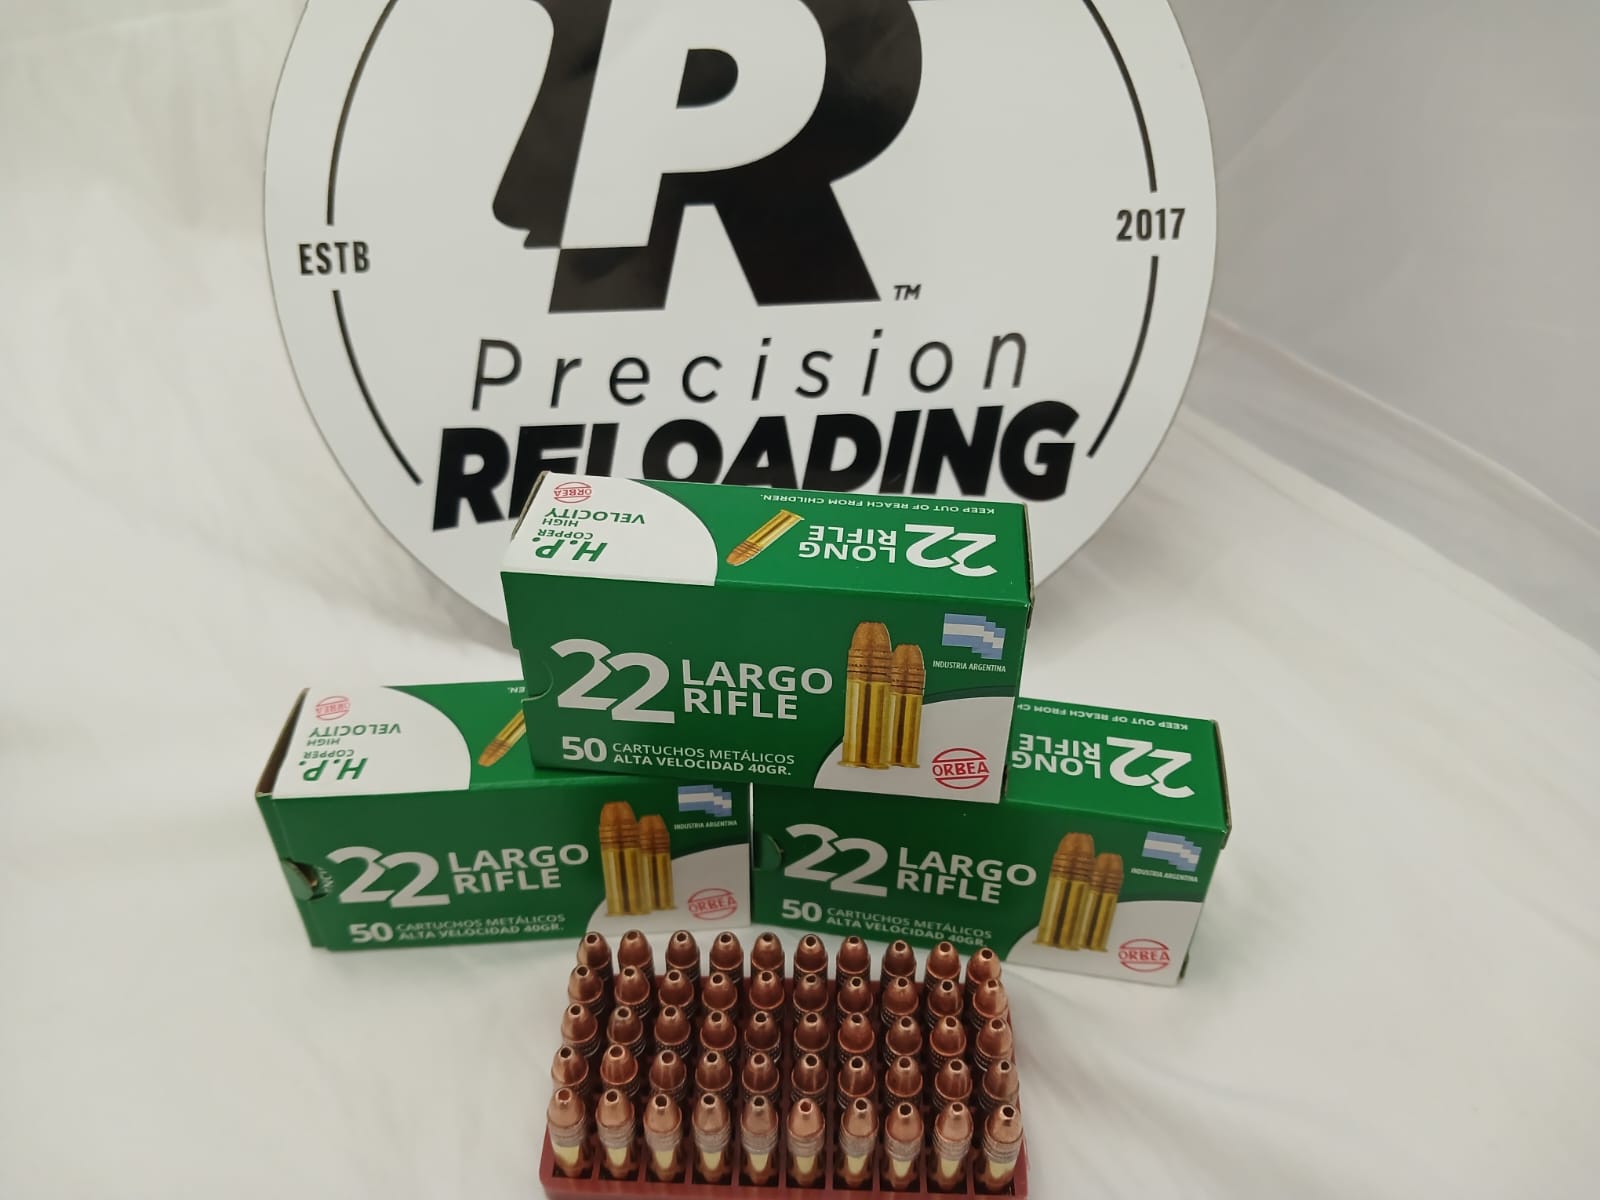 PR
ESTB
2017
TM
Precision
RELOADING
ORBEA
KEEP OUT OF REACH FROM CHILDREN.
H.P.
COPPER
HIGH
VELOCITY
22 LONG
RIFLE
22 LARGO
RIFLE
50 CARTUCHOS METÁLICOS
ALTA VELOCIDAD 40GR.
INDUSTRIA ARGENTINA
ORBEA
ORBEA
EN.
H.P.
COPPER
HIGH
VELOCITY
22 LARGO
RIFLE
50 CARTUCHOS METÁLICOS
ALTA VELOCIDAD 40GR.
INDUSTRIA ARGENTINA
ORBEA
KEEP OUT OF REACH FROM CH
22 LONG
RIFLE
22 LARGO
RIFLE
50 CARTUCHOS METÁLICOS
ALTA VELOCIDAD 40GR.
INDUSTRIA ARGENTINA
ORBEA